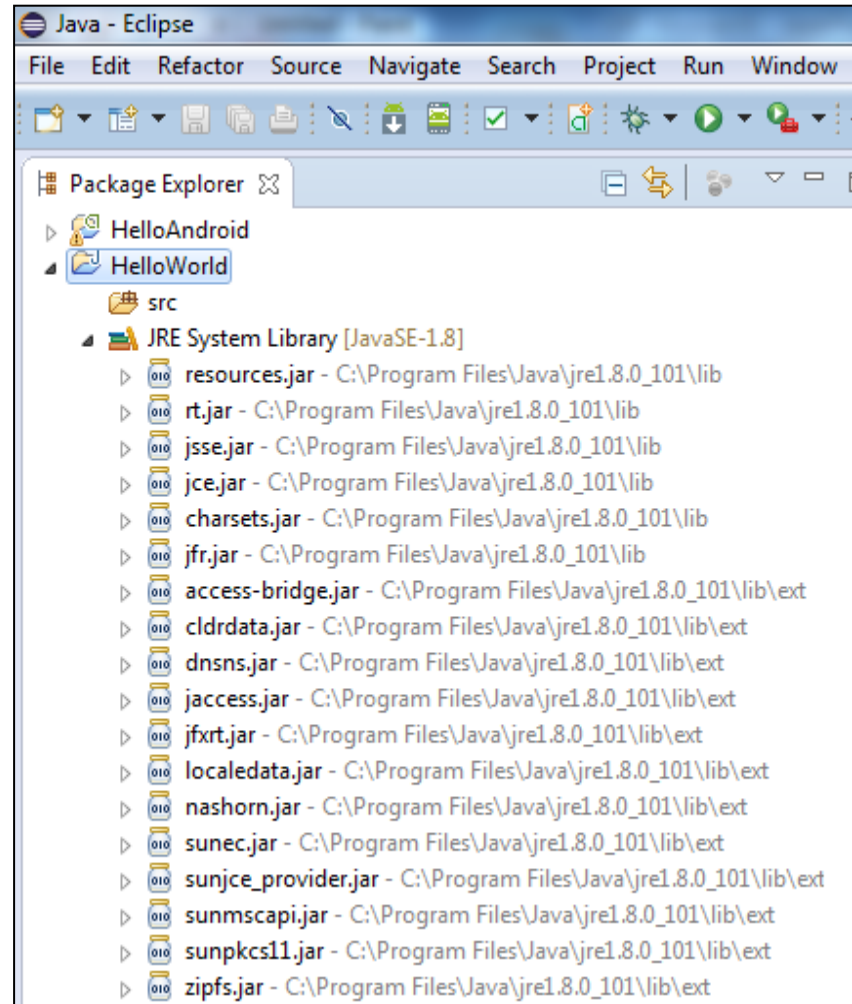 Java - Eclipse
File Edit Refactor Source Navigate Search Project Run Window
Package Explorer
HelloAndroid
HelloWorld
src
JRE System Library [JavaSE-1.8]
resources.jar - C:\Program Files\Java\jre1.8.0_101\lib
rt.jar - C:\Program Files\Java\jre1.8.0_101\lib
jsse.jar - C:\Program Files\Java\jre1.8.0_101\lib
jce.jar - C:\Program Files\Java\jre1.8.0_101\lib
charsets.jar - C:\Program Files\Java\jre1.8.0_101\lib
jfr.jar - C:\Program Files\Java\jre1.8.0_101\lib
access-bridge.jar - C:\Program Files\Java\jre1.8.0_101\lib\ext
cldrdata.jar - C:\Program Files\Java\jre1.8.0_101\lib\ext
dnsns.jar - C:\Program Files\Java\jre1.8.0_101\lib\ext
jaccess.jar - C:\Program Files\Java\jre1.8.0_101\lib\ext
jfxrt.jar - C:\Program Files\Java\jre1.8.0_101\lib\ext
localedata.jar - C:\Program Files\Java\jre1.8.0_101\lib\ext
nashorn.jar - C:\Program Files\Java\jre1.8.0_101\lib\ext
sunec.jar - C:\Program Files\Java\jre1.8.0_101\lib\ext
sunjce_provider.jar - C:\Program Files\Java\jre1.8.0_101\lib\ext
sunmscapi.jar - C:\Program Files\Java\jre1.8.0_101\lib\ext
sunpkcs11.jar - C:\Program Files\Java\jre1.8.0_101\lib\ext
zipfs.jar - C:\Program Files\Java\jre1.8.0_101\lib\ext